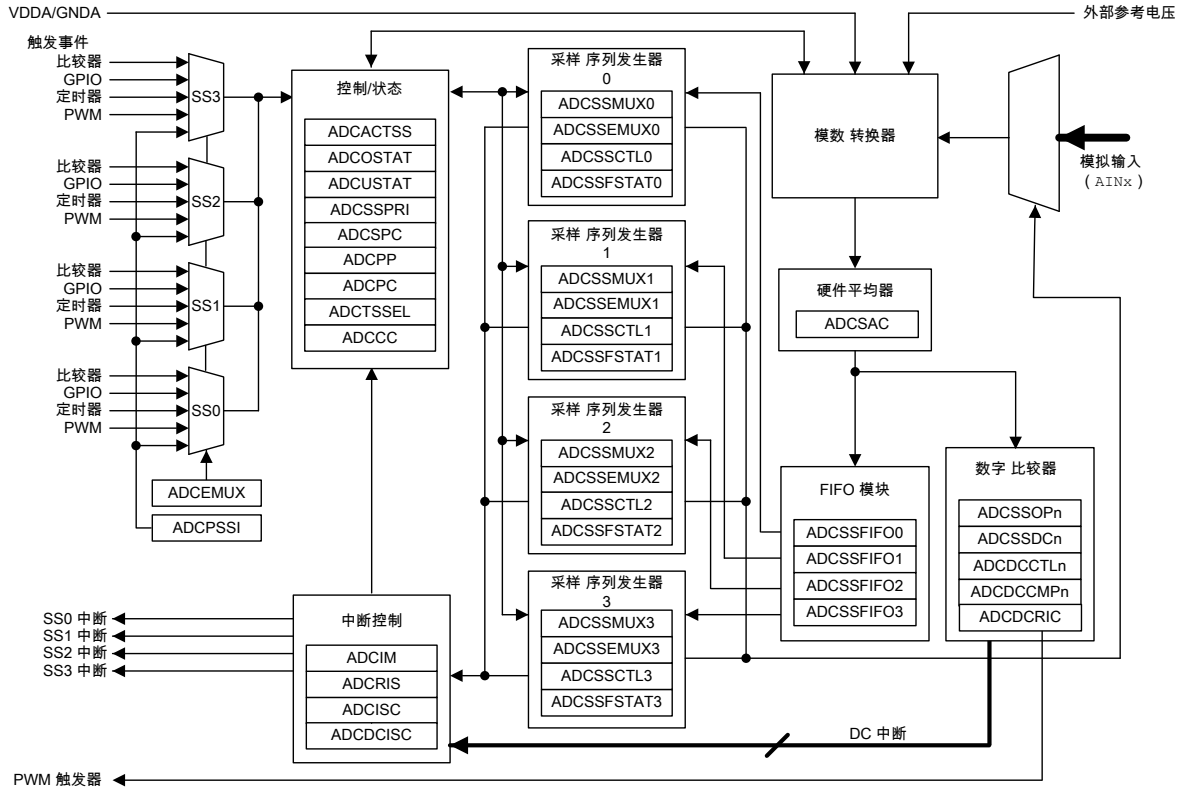 VDDA/GNDA
外部参考电压
触发事件
比较器
GPIO
定时器
PWM
SS3
比较器
GPIO
定时器
PWM
SS2
比较器
GPIO
定时器
PWM
SS1
比较器
GPIO
定时器
PWM
SS0
ADCEMUX
ADCPSSI
控制/状态
ADCACTSS
ADCOSTAT
ADCUSTAT
ADCSSPRI
ADCSPC
ADCPP
ADCPC
ADCTSSEL
ADCCC
采样 序列发生器
0
ADCSSMUX0
ADCSSEMUX0
ADCSSCTL0
ADCSSFSTAT0
采样 序列发生器
1
ADCSSMUX1
ADCSSEMUX1
ADCSSCTL1
ADCSSFSTAT1
采样 序列发生器
2
ADCSSMUX2
ADCSSEMUX2
ADCSSCTL2
ADCSSFSTAT2
采样 序列发生器
3
ADCSSMUX3
ADCSSEMUX3
ADCSSCTL3
ADCSSFSTAT3
模数 转换器
模拟输入
（AINx）
硬件平均器
ADCSAC
FIFO 模块
ADCSSFIFO0
ADCSSFIFO1
ADCSSFIFO2
ADCSSFIFO3
数字 比较器
ADCSSOPn
ADCSSDCn
ADCDCCTLn
ADCDCCMPn
ADCDCRIC
SS0 中断
SS1 中断
SS2 中断
SS3 中断
中断控制
ADCIM
ADCRIS
ADCISC
ADCDCISC
DC 中断
PWM 触发器